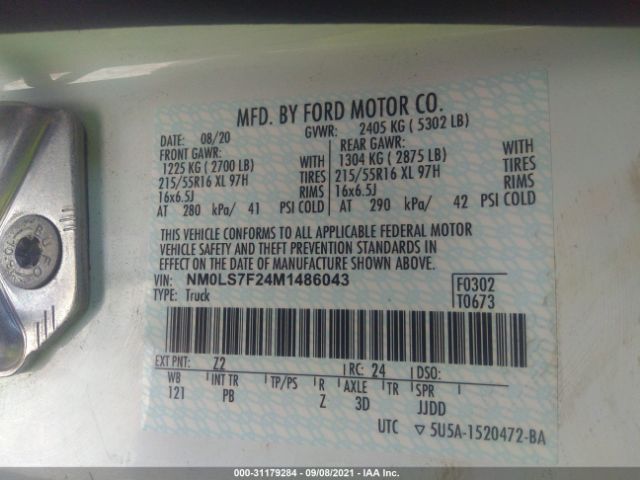 MFD. BY FORD MOTOR CO.
DATE: 08/20 GVWR: 2405 KG ( 5302 LB)
FRONT GAWR: REAR GAWR:
1225 KG ( 2700 LB) WITH 1304 KG ( 2875 LB) WITH
215/55R16 XL 97H TIRES 215/55R16 XL 97H TIRES
16x6.5J RIMS 16x6.5J RIMS
AT 280 kPa/ 41 PSI COLD AT 290 kPa/ 42 PSI COLD
THIS VEHICLE CONFORMS TO ALL APPLICABLE FEDERAL MOTOR
VEHICLE SAFETY AND THEFT PREVENTION STANDARDS IN
EFFECT ON THE DATE OF MANUFACTURE SHOWN ABOVE.
VIN: NM0LS7F24M1486043 F0302
TYPE: Truck T0673
EXT PNT: Z2 RC: 24 DSO:
WB INT TR TP/PS R AXLE TR SPR
121 PB Z 3D JJDD
UTC ▽ 5U5A-1520472-BA
000-31179284 - 09/08/2021 - IAA Inc.